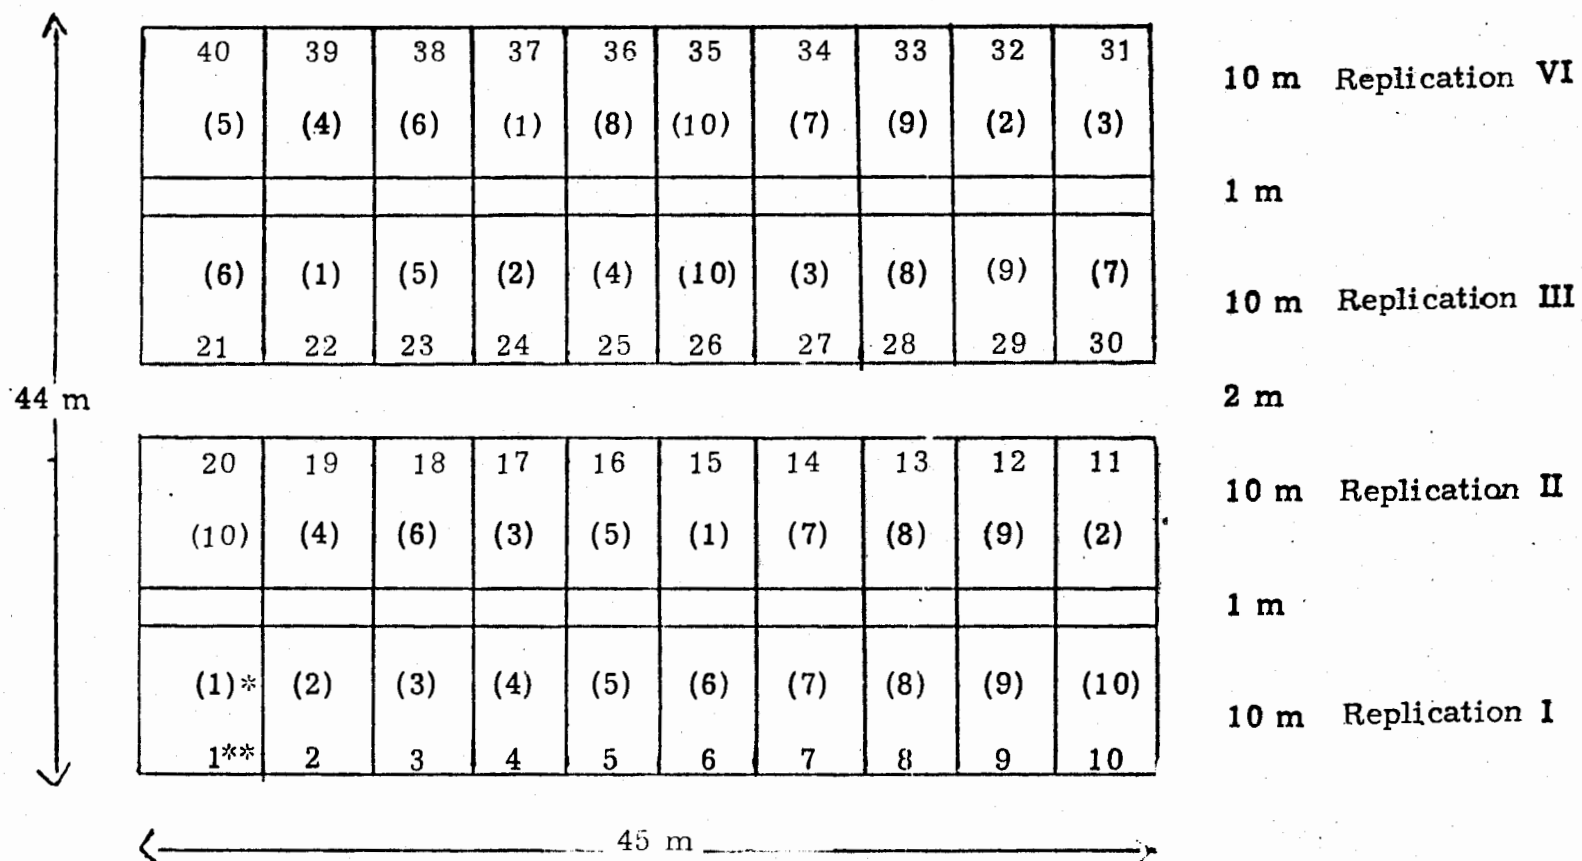 40 39 38 37 36 35 34 33 32 31
10 m Replication VI
(5) (4) (6) (1) (8) (10) (7) (9) (2) (3)
1 m
(6) (1) (5) (2) (4) (10) (3) (8) (9) (7)
10 m Replication III
21 22 23 24 25 26 27 28 29 30
44 m
2 m
20 19 18 17 16 15 14 13 12 11
10 m Replication II
(10) (4) (6) (3) (5) (1) (7) (8) (9) (2)
1 m
(1)* (2) (3) (4) (5) (6) (7) (8) (9) (10)
10 m Replication I
1** 2 3 4 5 6 7 8 9 10
45 m